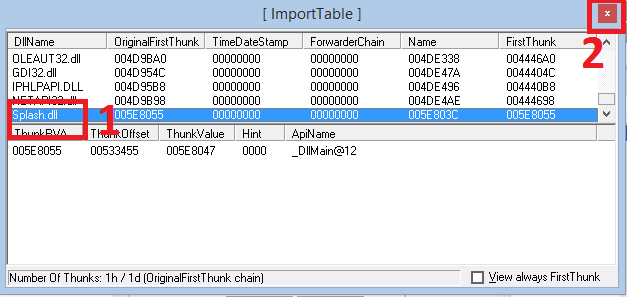 [ ImportTable ]
x
2
DllName OriginalFirstThunk TimeDateStamp ForwarderChain Name FirstThunk
OLEAUT32.dll 004D9BA0 00000000 00000000 004DE338 004446A0
GDI32.dll 004D954C 00000000 00000000 004DE47A 0044404C
IPHLPAPI.DLL 004D95B8 00000000 00000000 004DE496 004440B8
NETAPI32.dll 004D9B98 00000000 00000000 004DE4AE 00444698
Splash.dll 005E8055 00000000 00000000 005E803C 005E8055
1
ThunkRVA ThunkOffset ThunkValue Hint ApiName
005E8055 00533455 005E8047 0000 _DllMain@12
Number Of Thunks: 1h / 1d (OriginalFirstThunk chain)
View always FirstThunk